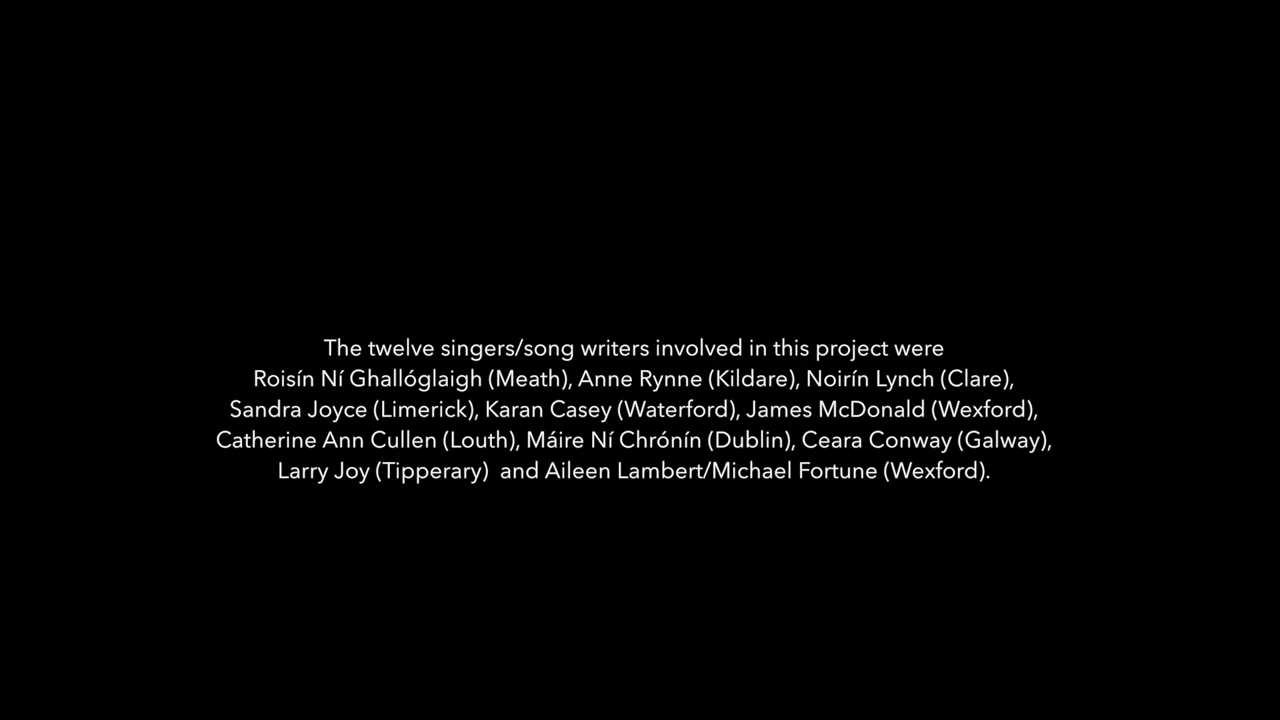 The twelve singers/song writers involved in this project were
Roisín Ní Ghallóglaigh (Meath), Anne Rynne (Kildare), Noirín Lynch (Clare),
Sandra Joyce (Limerick), Karan Casey (Waterford), James McDonald (Wexford),
Catherine Ann Cullen (Louth), Máire Ní Chrónín (Dublin), Ceara Conway (Galway),
Larry Joy (Tipperary)  and Aileen Lambert/Michael Fortune (Wexford).